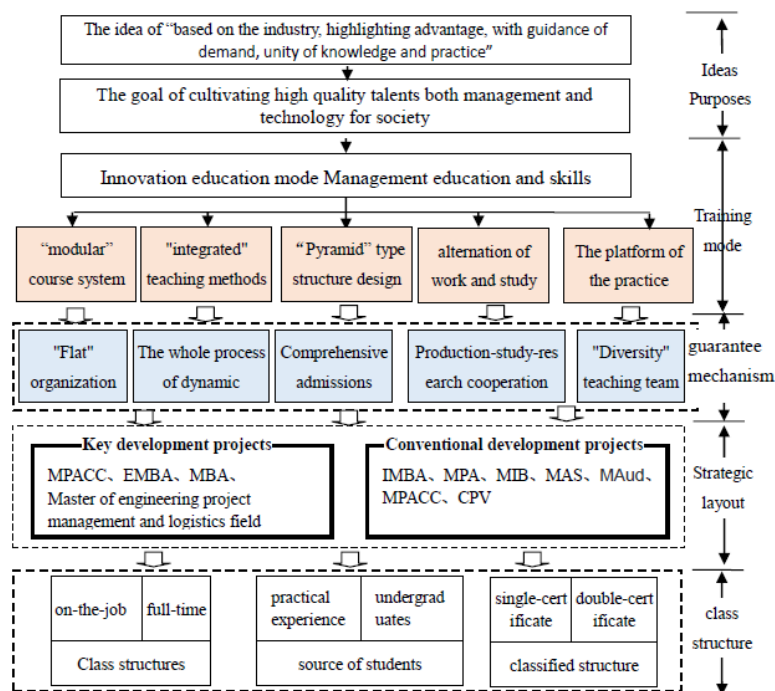 The idea of “based on the industry, highlighting advantage, with guidance of
demand, unity of knowledge and practice”
Ideas
Purposes
The goal of cultivating high quality talents both management and
technology for society
Innovation education mode Management education and skills
Training
mode
“modular”
course system
"integrated"
teaching methods
“Pyramid” type
structure design
alternation of
work and study
The platform of
the practice
"Flat"
organization
The whole process
of dynamic
Comprehensive
admissions
Production-study-res
earch cooperation
"Diversity"
teaching team
guarantee
mechanism
Key development projects
MPACC、EMBA、MBA、
Master of engineering project
management and logistics field
Conventional development projects
IMBA、MPA、MIB、MAS、MAud、
MPACC、CPV
Strategic
layout
on-the-job
full-time
Class structures
practical
experience
undergrad
uates
source of students
single-cert
ificate
double-cert
ificate
classified structure
class
structure